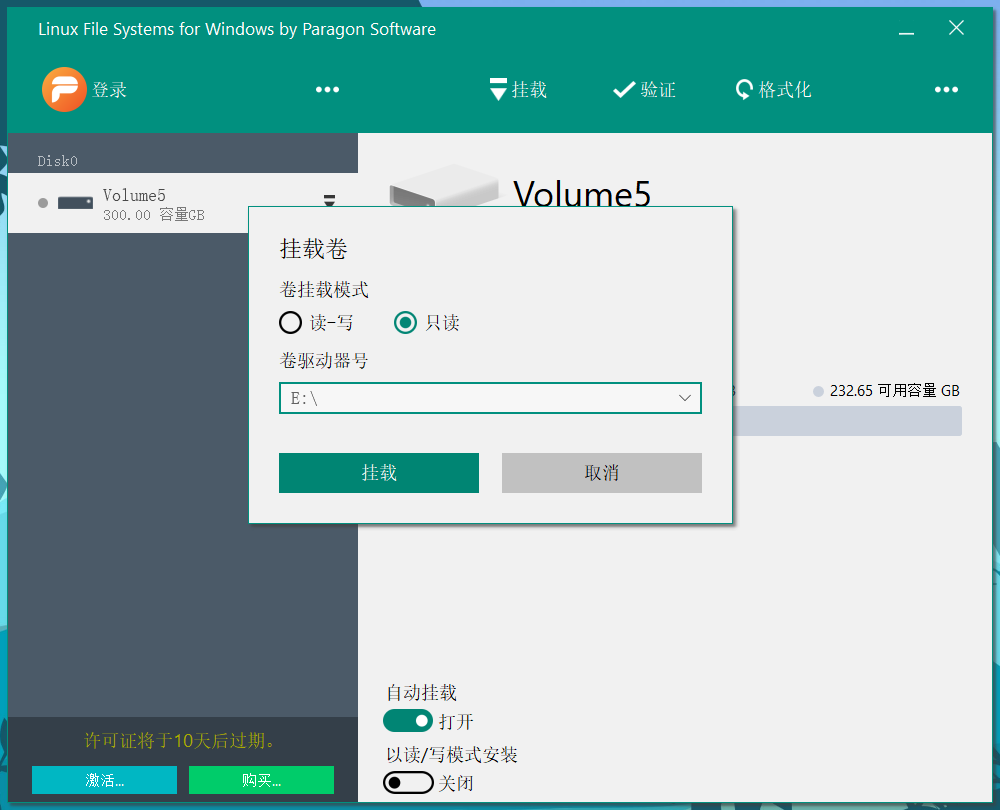 Linux File Systems for Windows by Paragon Software
登录
挂载
验证
格式化
Disk0
Volume5
300.00 容量GB
Volume5
挂载卷
卷挂载模式
读-写
只读
卷驱动器号
E:\
挂载
取消
232.65 可用容量 GB
自动挂载
打开
以读/写模式安装
关闭
许可证将于10天后过期。
激活...
购买...